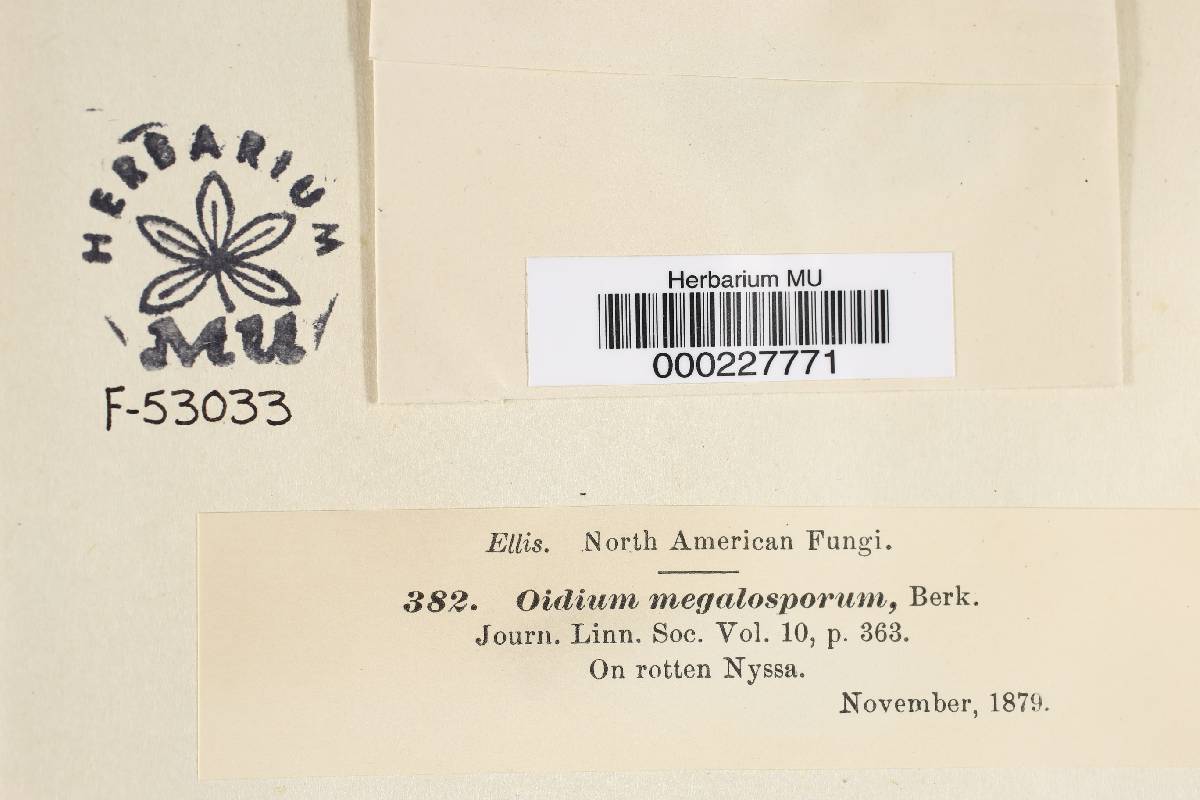 HERBARIUM
MU
F-53033
Herbarium MU
000227771
Ellis. North American Fungi.
382. Oidium megalosporum, Berk.
Journ. Linn. Soc. Vol. 10, p. 363.
On rotten Nyssa.
November, 1879.